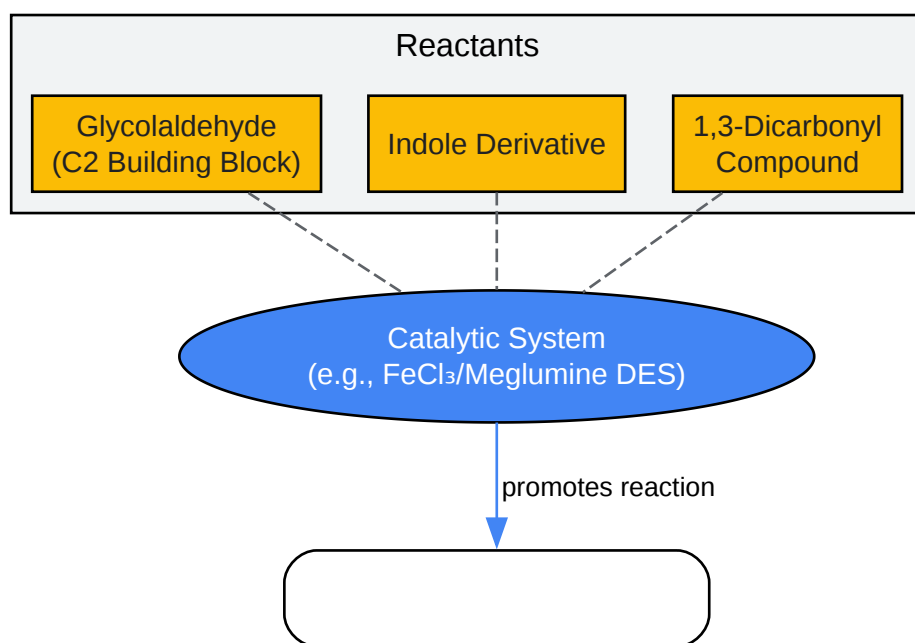 Reactants
Glycolaldehyde
(C2 Building Block)
Indole Derivative
1,3-Dicarbonyl
Compound
Catalytic System
(e.g., FeCl₃/Meglumine DES)
promotes reaction